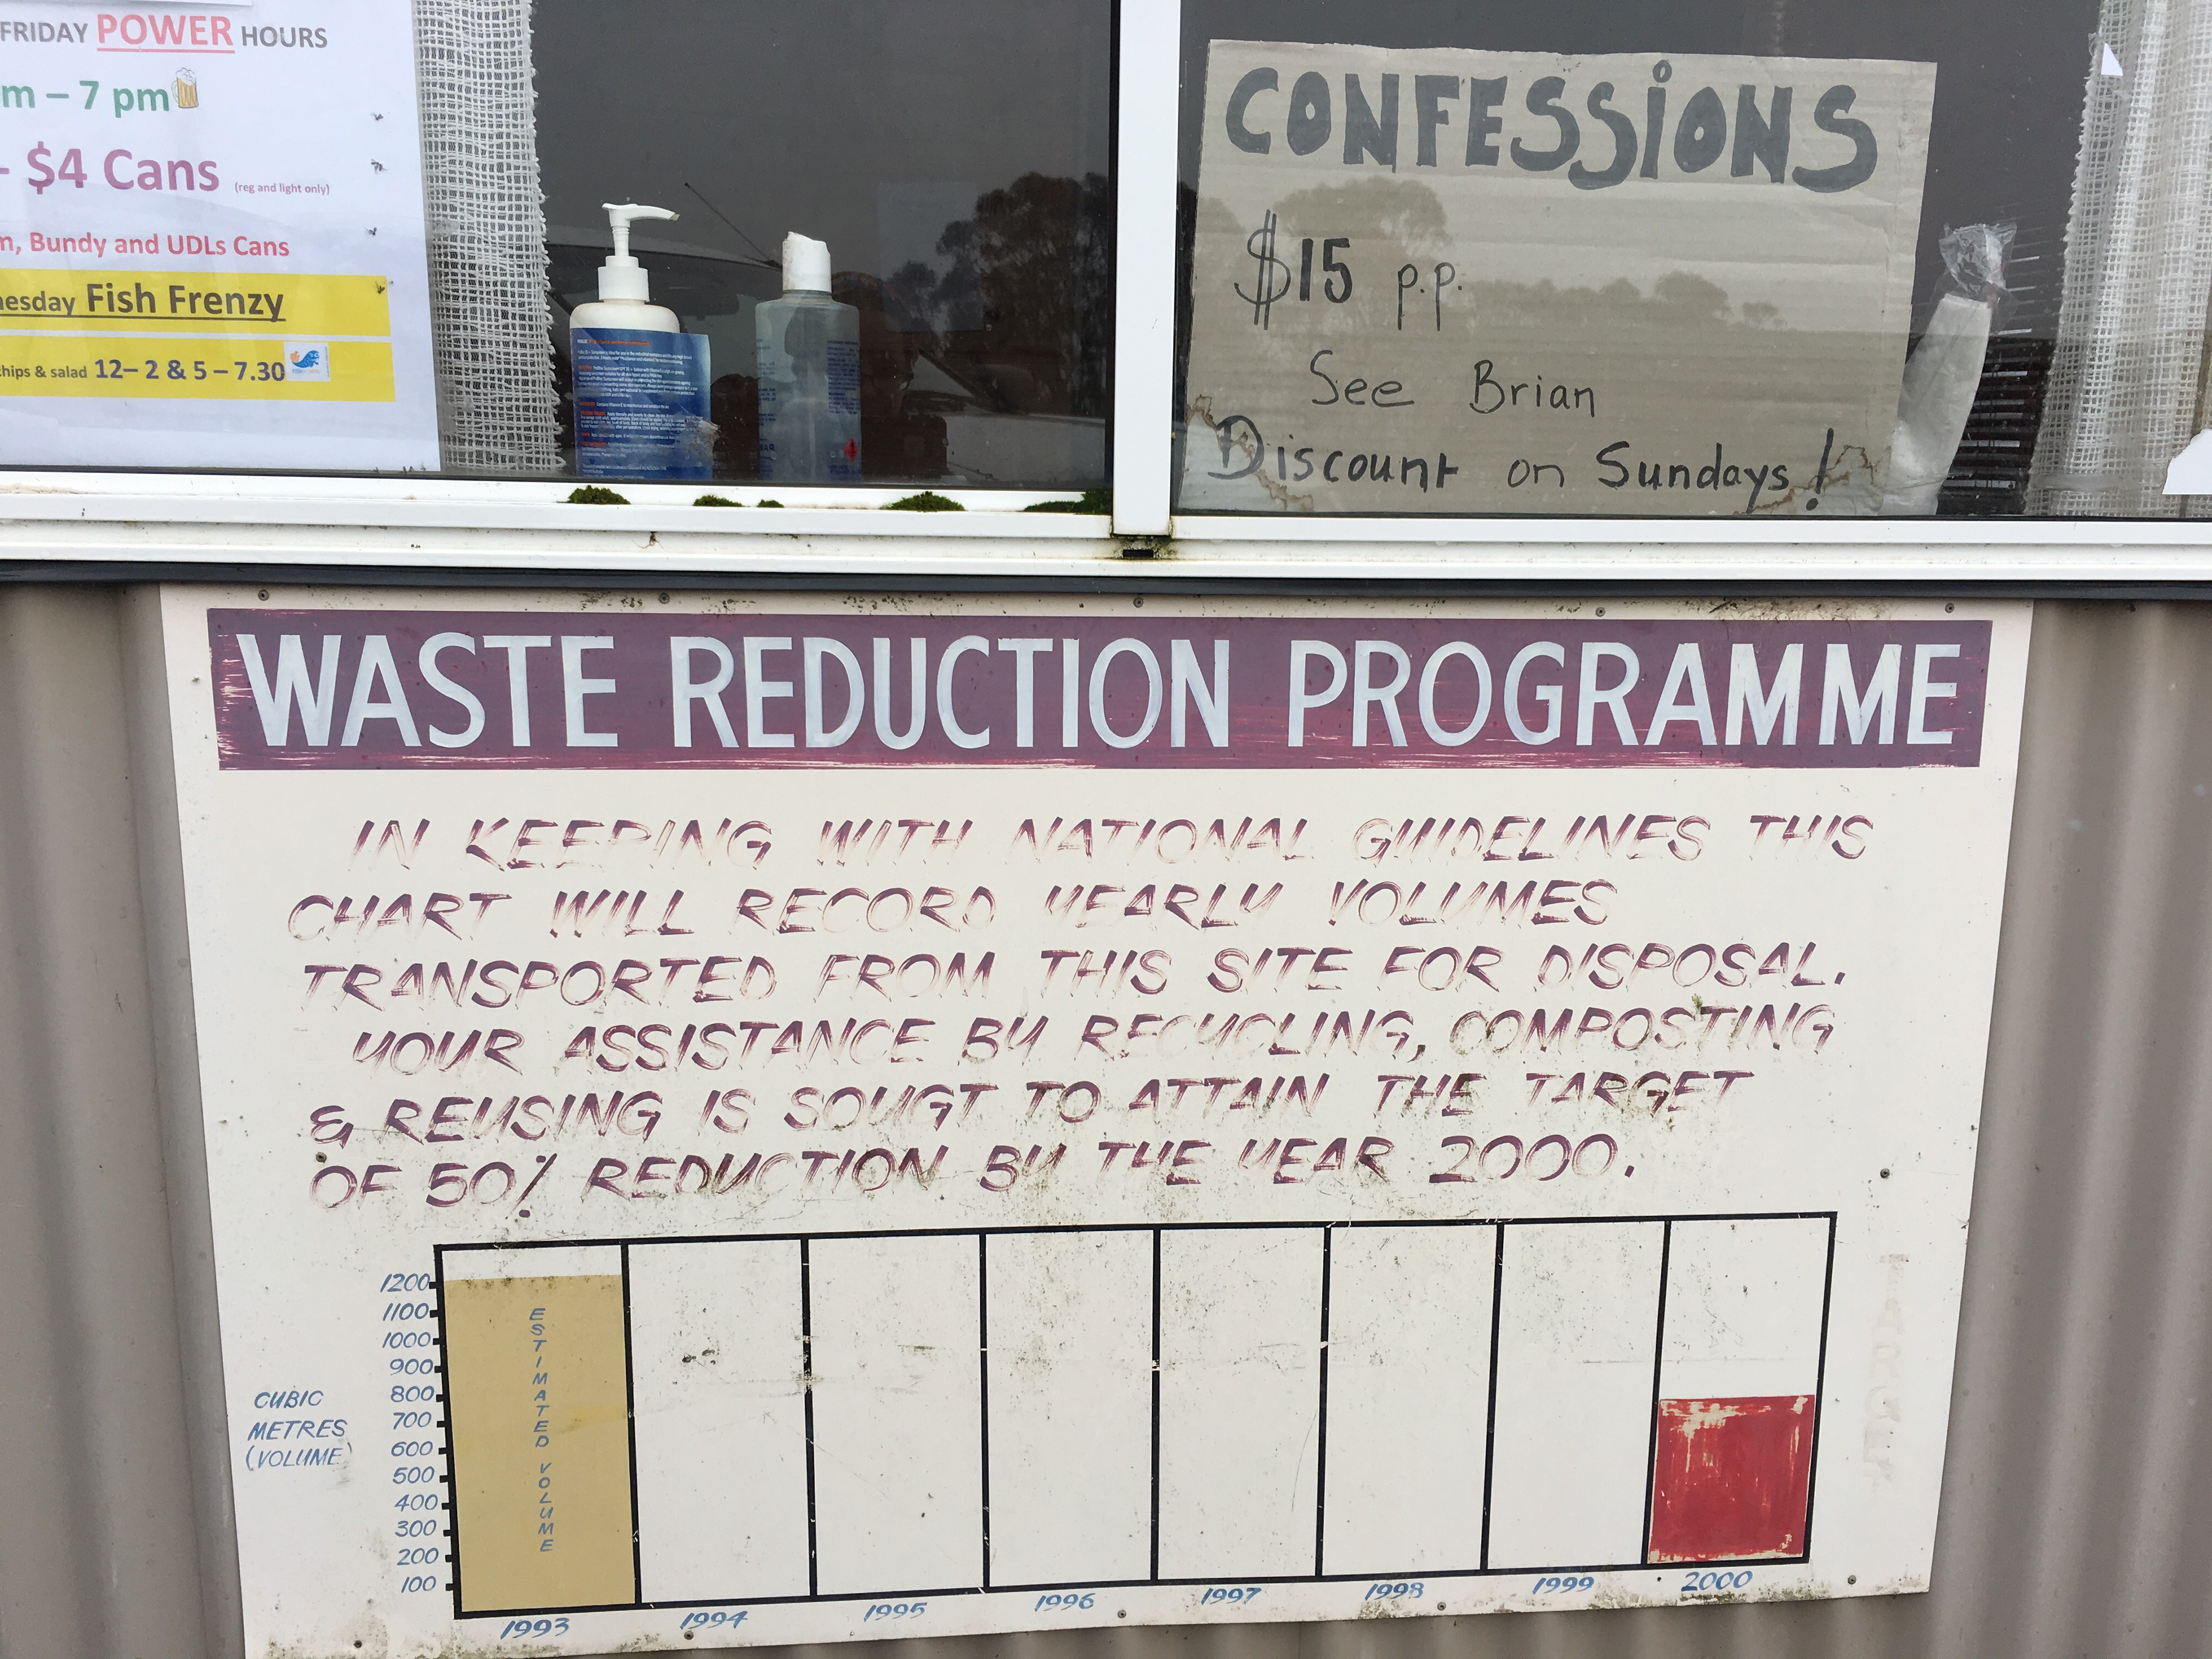 FRIDAY POWER HOURS
m – 7 pm
- $4 Cans (reg and light only)
, Bundy and UDLs Cans
nesday Fish Frenzy
hips & salad 12– 2 & 5 – 7.30
CONFESSIONS
$15 p.p.
See Brian
Discount on Sundays!
WASTE REDUCTION PROGRAMME
IN KEEPING WITH NATIONAL GUIDELINES THIS
CHART WILL RECORD YEARLY VOLUMES
TRANSPORTED FROM THIS SITE FOR DISPOSAL.
YOUR ASSISTANCE BY RECYCLING, COMPOSTING
& REUSING IS SOUGT TO ATTAIN THE TARGET
OF 50% REDUCTION BY THE YEAR 2000.
1200
1100
1000
900
800
700
600
500
400
300
200
100
CUBIC
METRES
(VOLUME)
ESTIMATED VOLUME
TARGET
1993 1994 1995 1996 1997 1998 1999 2000